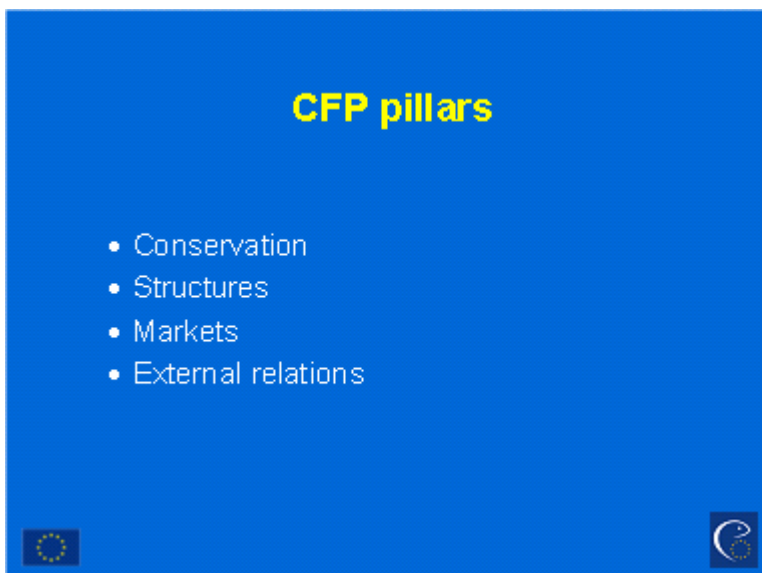 CFP pillars
• Conservation
• Structures
• Markets
• External relations